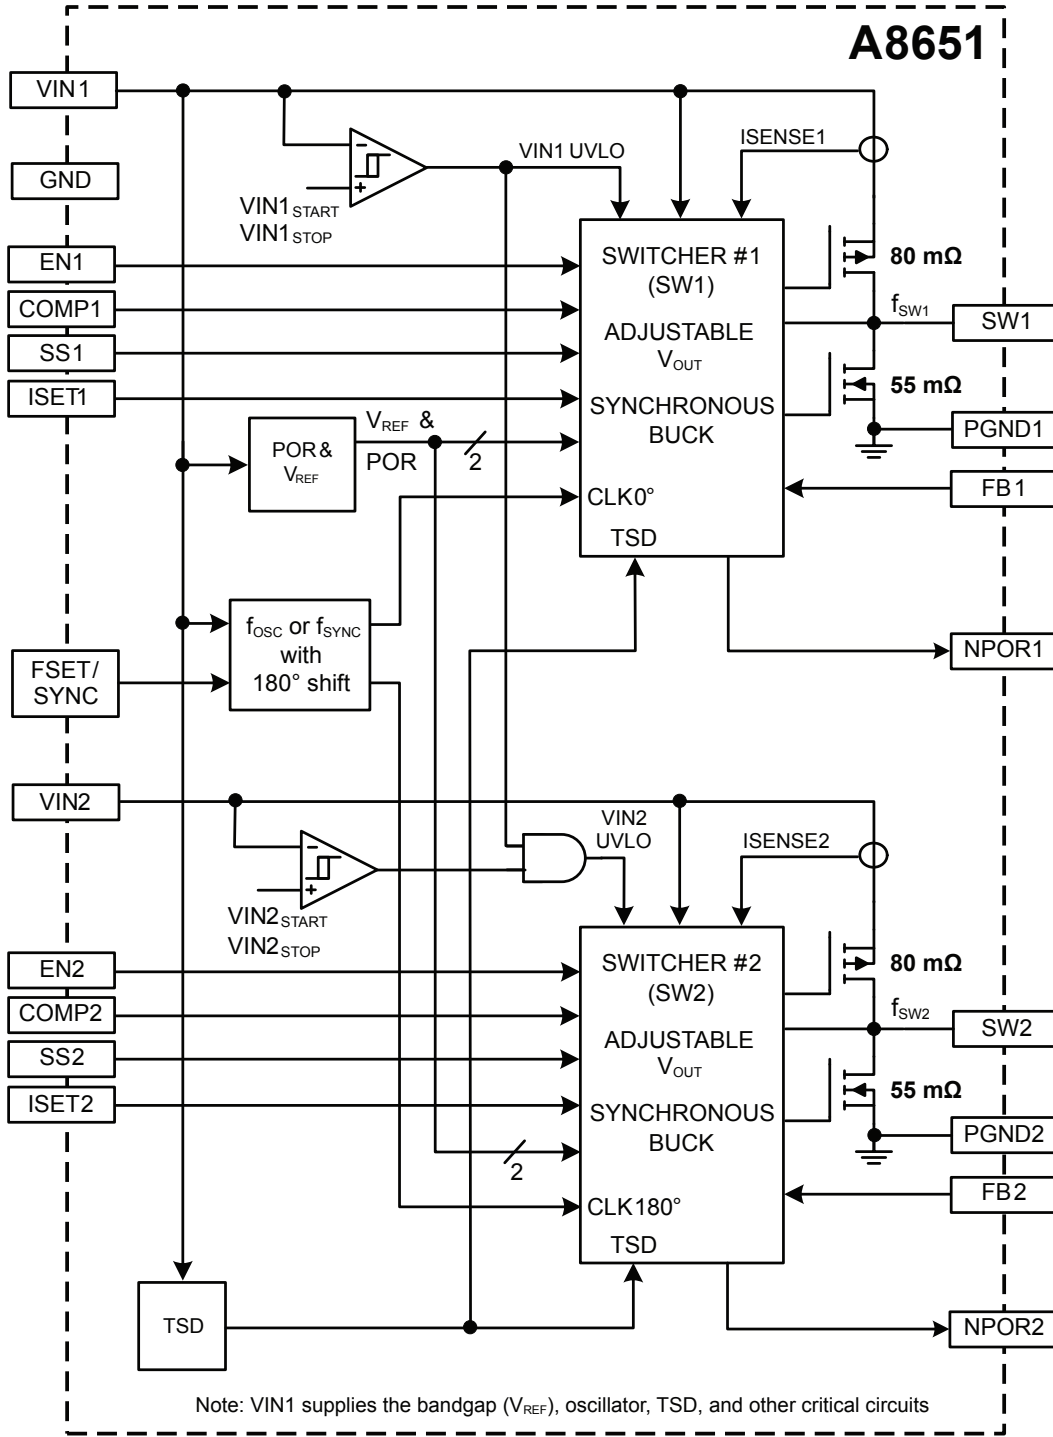 A8651
VIN1
GND
EN1
COMP1
SS1
ISET1
FSET/
SYNC
VIN2
EN2
COMP2
SS2
ISET2
VIN1START
VIN1STOP
VIN1 UVLO
ISENSE1
SWITCHER #1
(SW1)
ADJUSTABLE
VOUT
SYNCHRONOUS
BUCK
CLK0°
TSD
80 mΩ
fSW1
SW1
55 mΩ
PGND1
FB1
NPOR1
POR &
VREF
VREF &
POR
2
fOSC or fSYNC
with
180° shift
VIN2START
VIN2STOP
VIN2
UVLO
ISENSE2
SWITCHER #2
(SW2)
ADJUSTABLE
VOUT
SYNCHRONOUS
BUCK
2
CLK180°
TSD
80 mΩ
fSW2
SW2
55 mΩ
PGND2
FB2
NPOR2
TSD
Note: VIN1 supplies the bandgap (VREF), oscillator, TSD, and other critical circuits